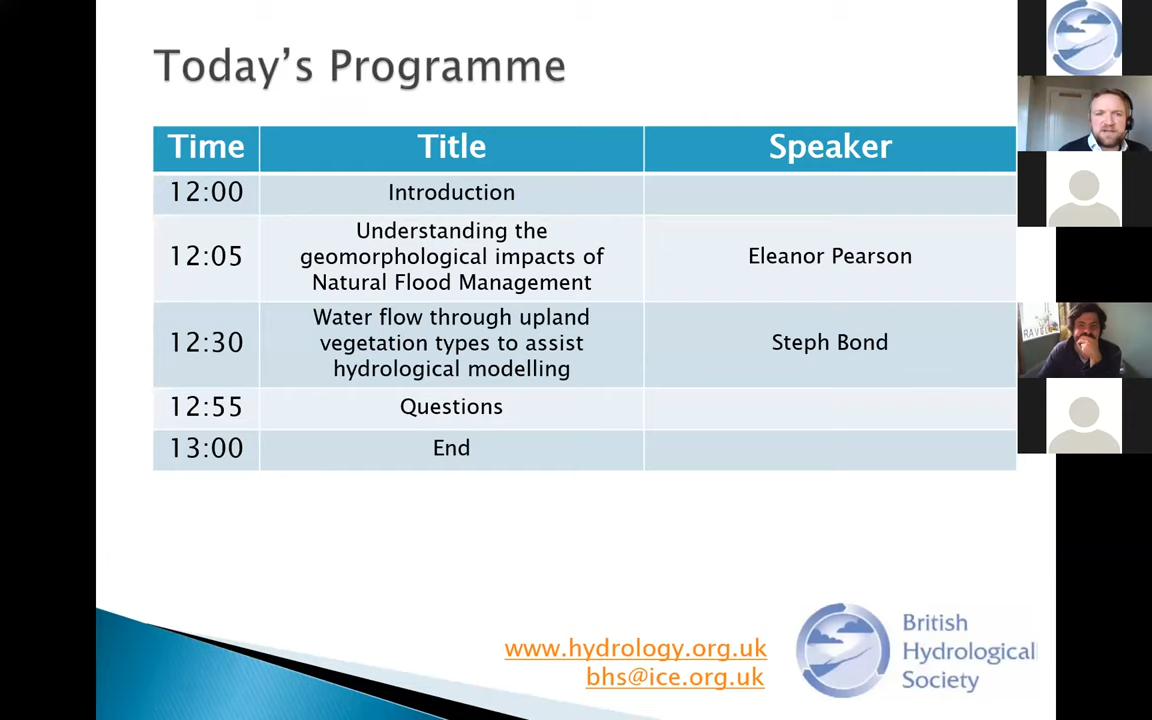 Today's Programme
Time Title Speaker
12:00 Introduction
Understanding the
12:05 geomorphological impacts of Eleanor Pearson
Natural Flood Management
Water flow through upland
12:30 vegetation types to assist Steph Bond
hydrological modelling
12:55 Questions
13:00 End
www.hydrology.org.uk
bhs@ice.org.uk
British
Hydrological
Society